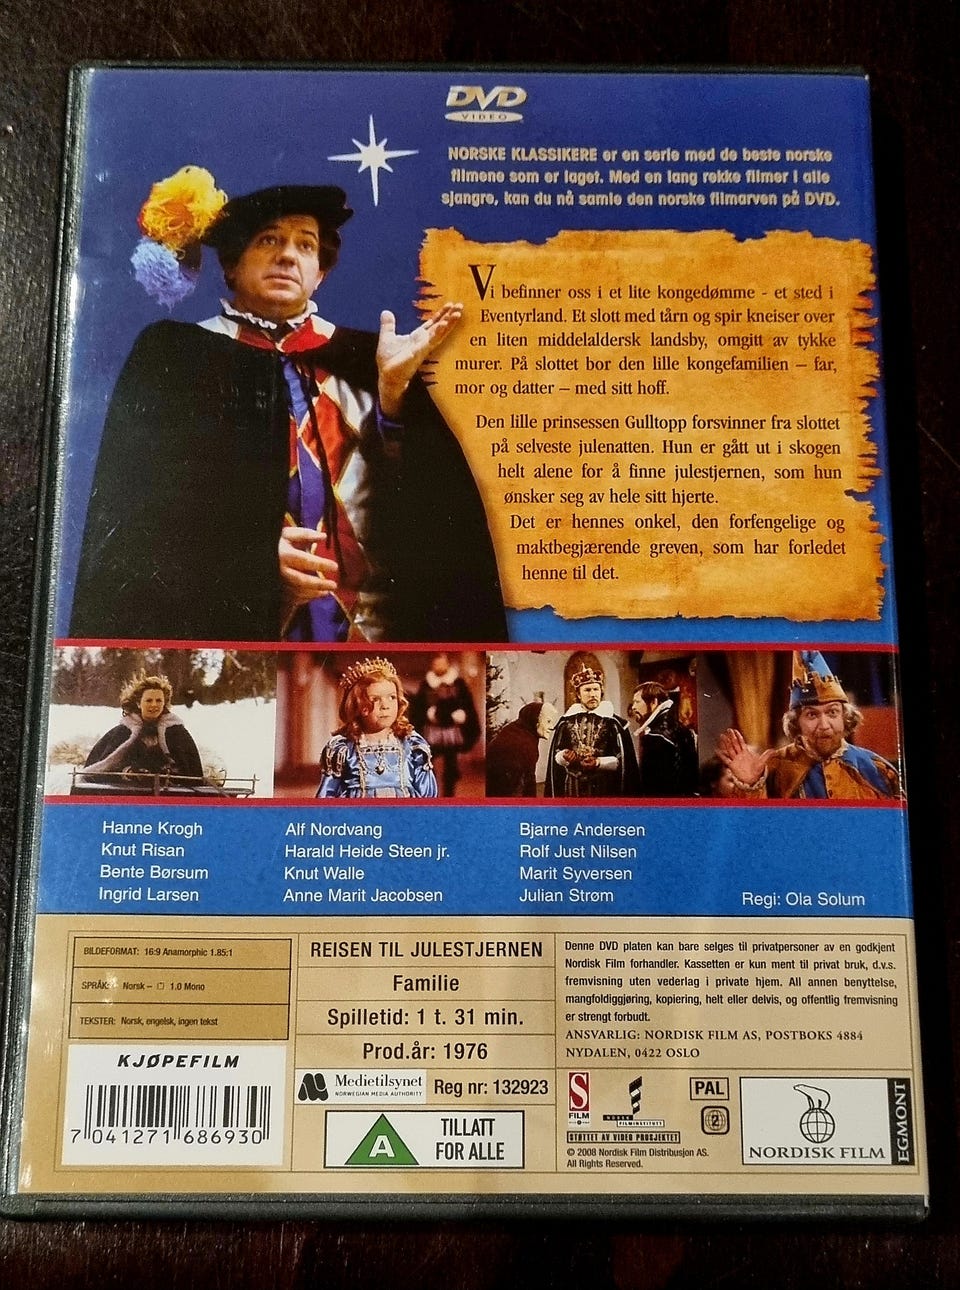 DVD
VIDEO
NORSKE KLASSIKERE er en serie med de beste norske
filmene som er laget. Med en lang rekke filmer i alle
sjangre, kan du nå samle den norske filmarven på DVD.
Vi befinner oss i et lite kongedømme - et sted i
Eventyrland. Et slott med tårn og spir kneiser over
en liten middelaldersk landsby, omgitt av tykke
murer. På slottet bor den lille kongefamilien – far,
mor og datter – med sitt hoff.
Den lille prinsessen Gulltopp forsvinner fra slottet
på selveste julenatten. Hun er gått ut i skogen
helt alene for å finne julestjernen, som hun
ønsker seg av hele sitt hjerte.
Det er hennes onkel, den forfengelige og
maktbegjærende greven, som har forledet
henne til det.
Hanne Krogh
Knut Risan
Bente Børsum
Ingrid Larsen
Alf Nordvang
Harald Heide Steen jr.
Knut Walle
Anne Marit Jacobsen
Bjarne Andersen
Rolf Just Nilsen
Marit Syversen
Julian Strøm
Regi: Ola Solum
BILDEFORMAT: 16:9 Anamorphic 1.85:1
SPRÅK: Norsk – 1.0 Mono
TEKSTER: Norsk, engelsk, ingen tekst
KJØPEFILM
7 041271 686930
REISEN TIL JULESTJERNEN
Familie
Spilletid: 1 t. 31 min.
Prod.år: 1976
Medietilsynet
NORWEGIAN MEDIA AUTHORITY
Reg nr: 132923
A
TILLATT
FOR ALLE
Denne DVD platen kan bare selges til privatpersoner av en godkjent
Nordisk Film forhandler. Kassetten er kun ment til privat bruk, d.v.s.
fremvisning uten vederlag i private hjem. All annen benyttelse,
mangfoldiggjøring, kopiering, helt eller delvis, og offentlig fremvisning
er strengt forbudt.
ANSVARLIG: NORDISK FILM AS, POSTBOKS 4884
NYDALEN, 0422 OSLO
S
FILM
NORSK
FILMINSTITUTT
STØTTET AV VIDEO PROSJEKTET
© 2008 Nordisk Film Distribusjon AS.
All Rights Reserved.
PAL
2
NORDISK FILM
EGMONT